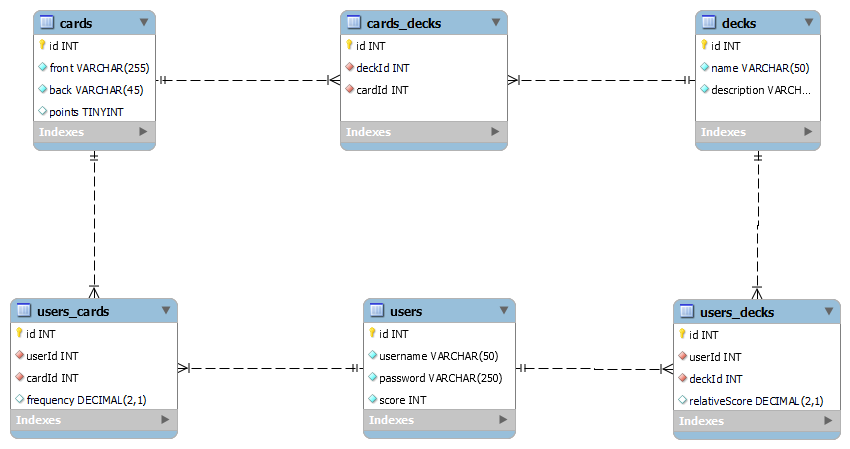 cards
id INT
front VARCHAR(255)
back VARCHAR(45)
points TINYINT
Indexes
cards_decks
id INT
deckId INT
cardId INT
Indexes
decks
id INT
name VARCHAR(50)
description VARCH...
Indexes
users_cards
id INT
userId INT
cardId INT
frequency DECIMAL(2,1)
Indexes
users
id INT
username VARCHAR(50)
password VARCHAR(250)
score INT
Indexes
users_decks
id INT
userId INT
deckId INT
relativeScore DECIMAL(2,1)
Indexes